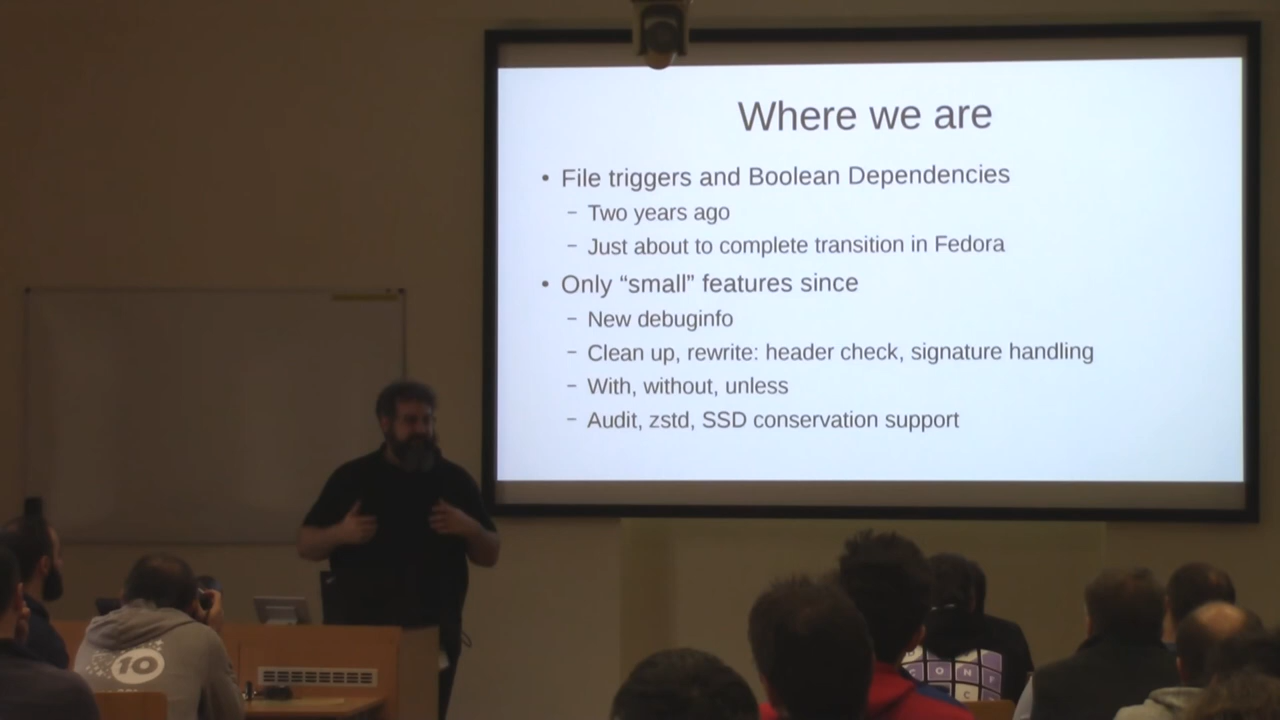 Where we are
• File triggers and Boolean Dependencies
– Two years ago
– Just about to complete transition in Fedora
• Only “small” features since
– New debuginfo
– Clean up, rewrite: header check, signature handling
– With, without, unless
– Audit, zstd, SSD conservation support
10
O N F
C